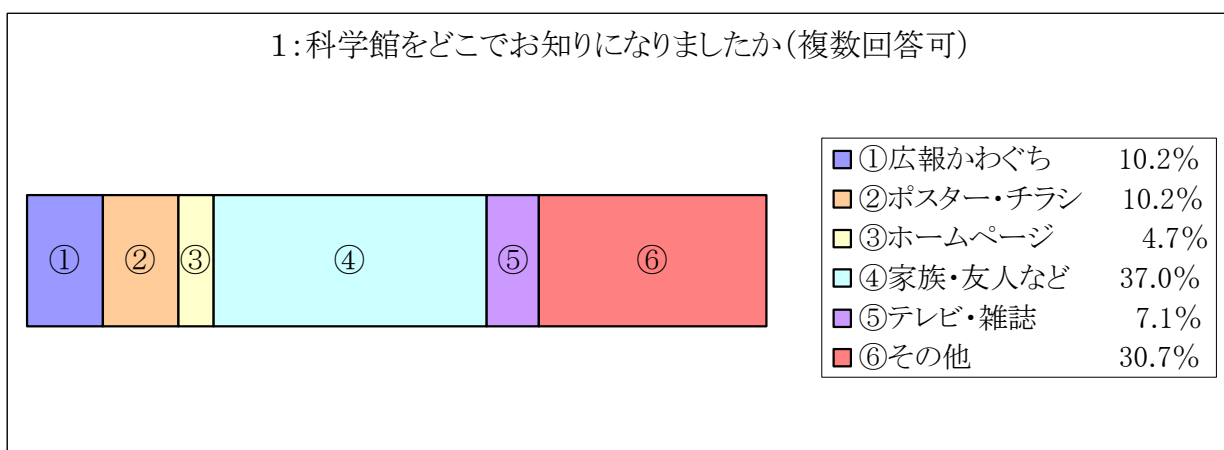 1:科学館をどこでお知りになりましたか(複数回答可)
① ② ③ ④ ⑤ ⑥
①広報かわぐち 10.2%
②ポスター・チラシ 10.2%
③ホームページ 4.7%
④家族・友人など 37.0%
⑤テレビ・雑誌 7.1%
⑥その他 30.7%